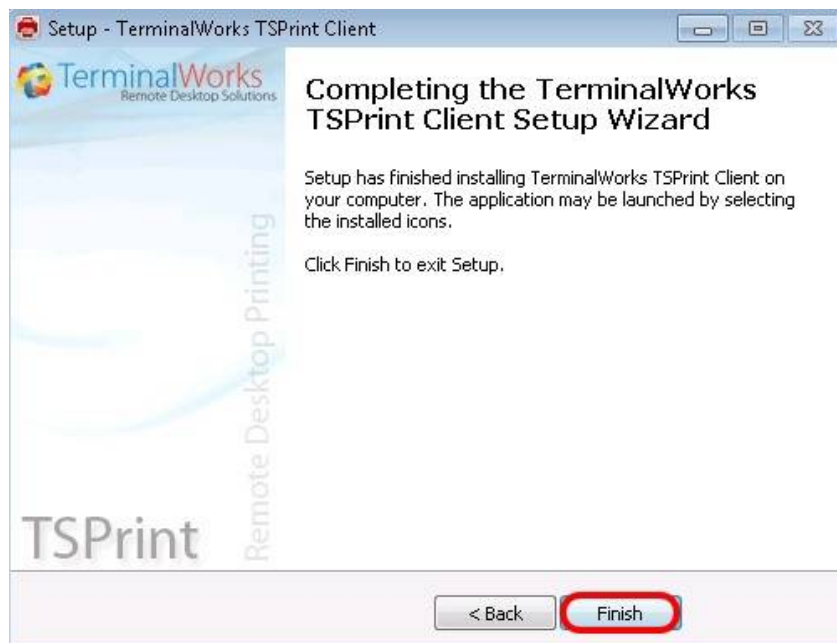 Setup - TerminalWorks TSPrint Client
TerminalWorks
Remote Desktop Solutions
Completing the TerminalWorks
TSPrint Client Setup Wizard
Setup has finished installing TerminalWorks TSPrint Client on
your computer. The application may be launched by selecting
the installed icons.
Click Finish to exit Setup.
Remote Desktop Printing
TSPrint
< Back
Finish